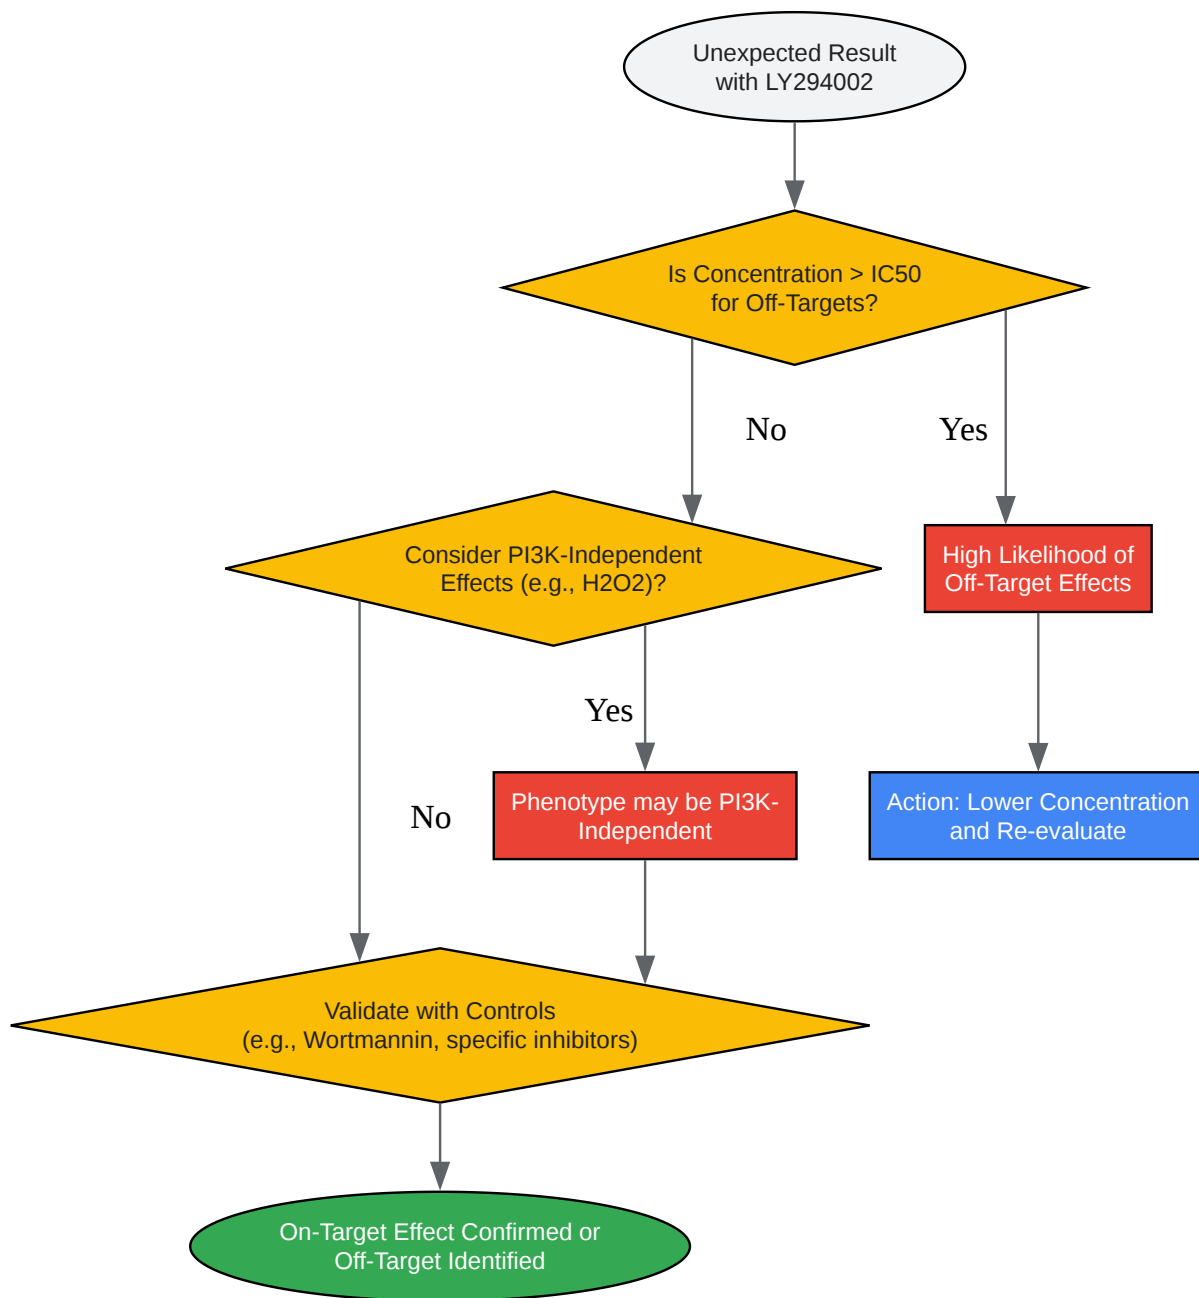 Unexpected Result
with LY294002
Is Concentration > IC50
for Off-Targets?
No
Yes
Consider PI3K-Independent
Effects (e.g., H2O2)?
High Likelihood of
Off-Target Effects
Yes
No
Phenotype may be PI3K-
Independent
Action: Lower Concentration
and Re-evaluate
Validate with Controls
(e.g., Wortmannin, specific inhibitors)
On-Target Effect Confirmed or
Off-Target Identified